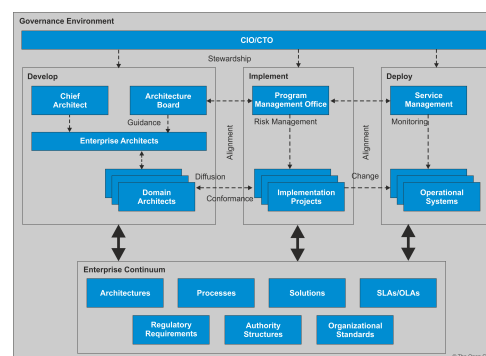 Governance Environment
CIO/CTO
Stewardship
Develop
Implement
Deploy
Chief
Architect
Architecture
Board
Program
Management Office
Service
Management
Guidance
Risk Management
Monitoring
Enterprise Architects
Alignment
Alignment
Diffusion
Change
Domain
Architects
Conformance
Implementation
Projects
Operational
Systems
Enterprise Continuum
Architectures
Processes
Solutions
SLAs/OLAs
Regulatory
Requirements
Authority
Structures
Organizational
Standards